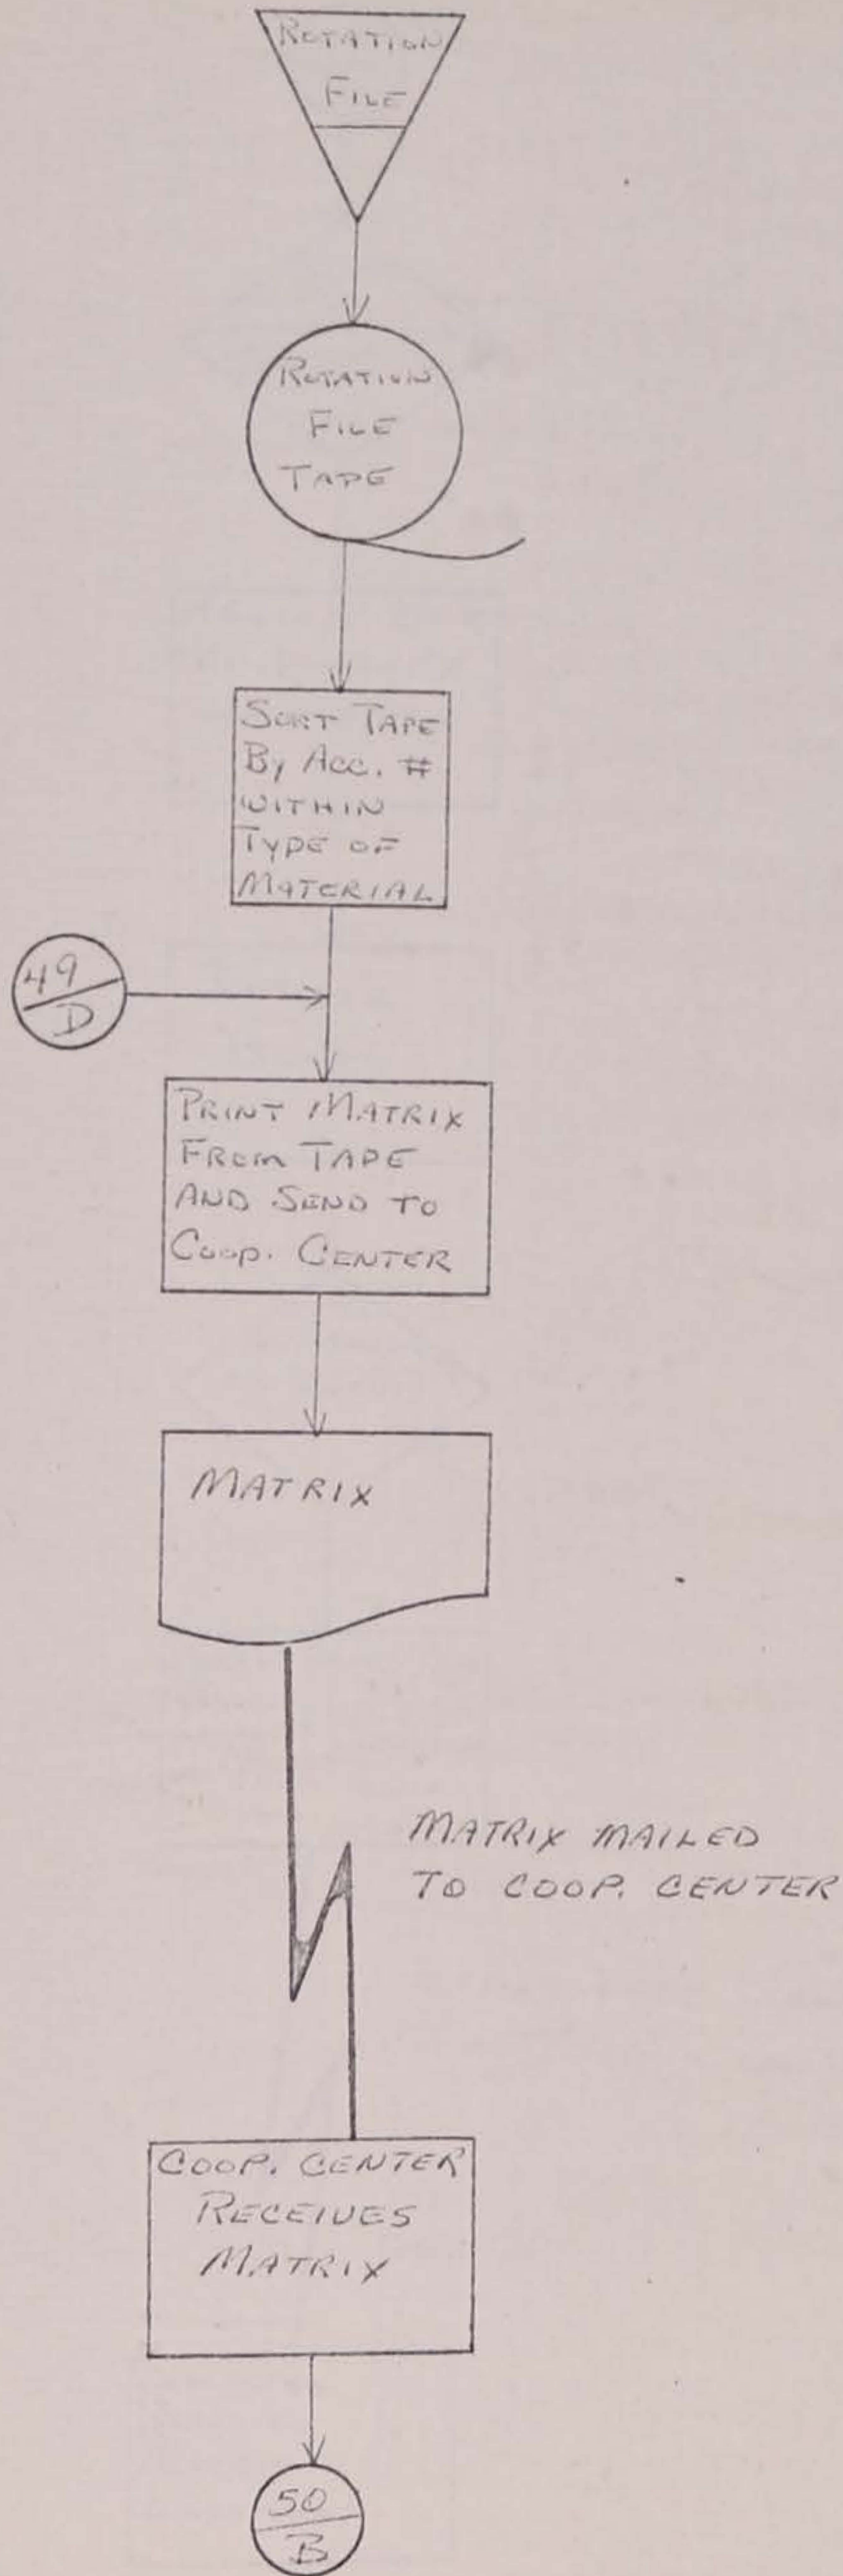 ROTATION
FILE
ROTATION
FILE
TAPE
SORT TAPE
By Acc. #
WITHIN
TYPE OF
MATERIAL
49
D
PRINT MATRIX
FROM TAPE
AND SEND TO
COOP. CENTER
MATRIX
MATRIX MAILED
TO COOP. CENTER
COOP. CENTER
RECEIVES
MATRIX
50
B